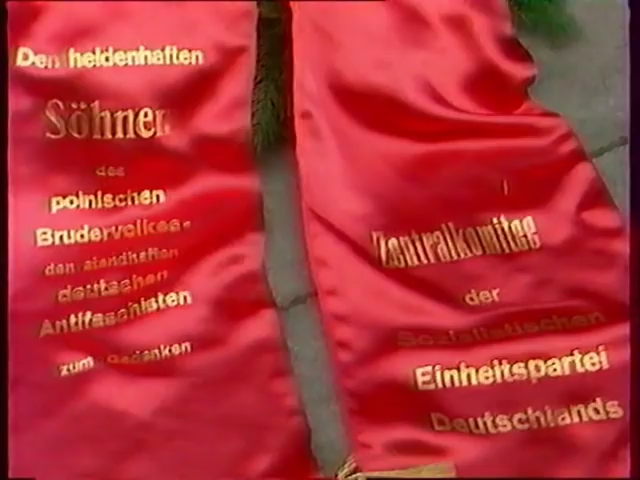 Den heldenhaften
Söhnen
des
polnischen
Brudervolkes-
den standhaften
deutschen
Antifaschisten
zum Gedenken
Zentralkomitee
der
Sozialistischen
Einheitspartei
Deutschlands